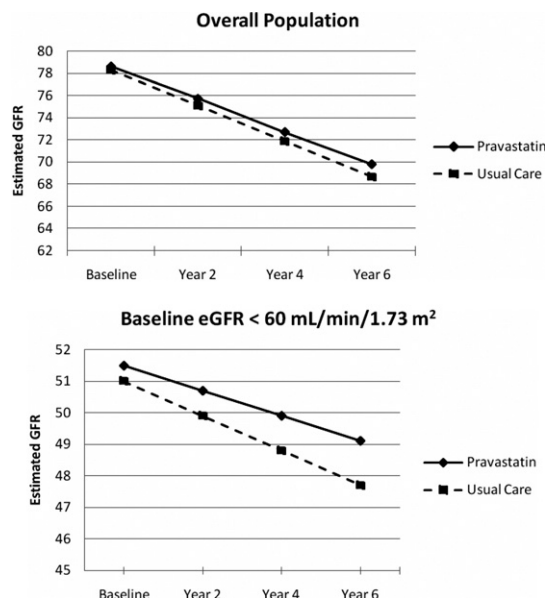 Overall Population
80
78
76
74
72
70
68
66
64
62
Estimated GFR
Baseline Year 2 Year 4 Year 6
Pravastatin
Usual Care
Baseline eGFR < 60 mL/min/1.73 m²
52
51
50
49
48
47
46
45
Estimated GFR
Baseline Year 2 Year 4 Year 6
Pravastatin
Usual Care